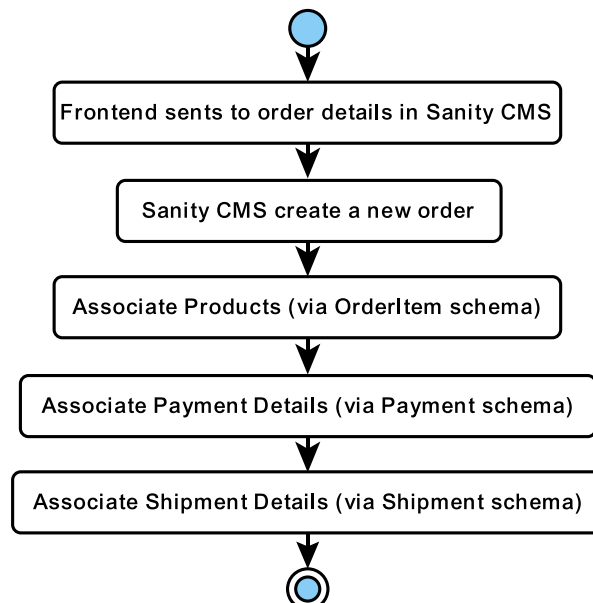 Frontend sents to order details in Sanity CMS
Sanity CMS create a new order
Associate Products (via OrderItem schema)
Associate Payment Details (via Payment schema)
Associate Shipment Details (via Shipment schema)